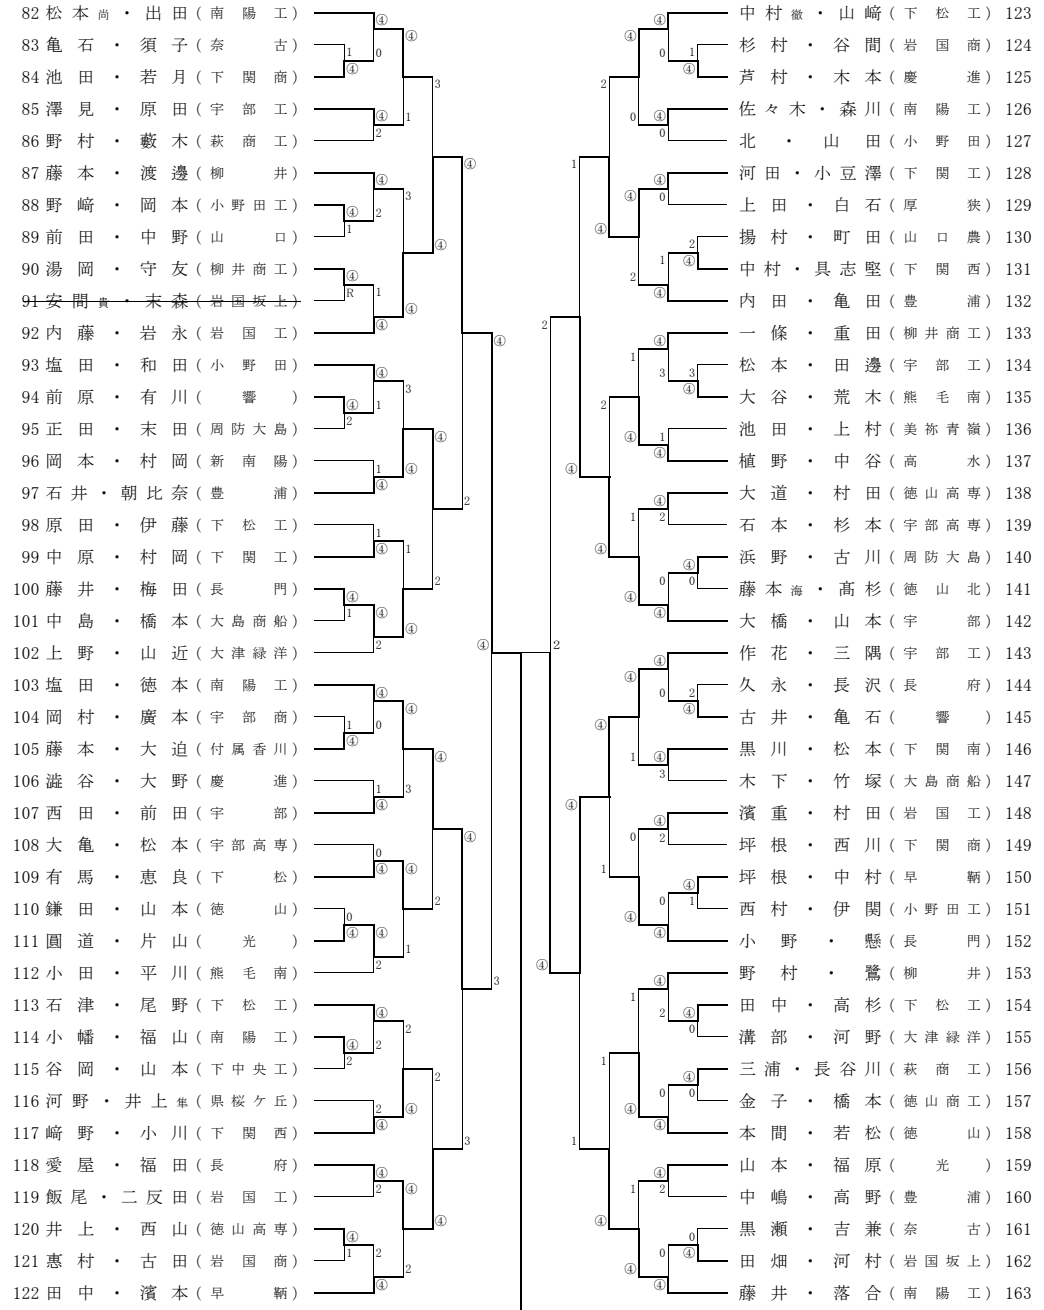 82 松本尚・出田(南陽工)
83 亀石・須子(奈古)
84 池田・若月(下関商)
85 澤見・原田(宇部工)
86 野村・藪木(萩商工)
87 藤本・渡邊(柳井)
88 野﨑・岡本(小野田工)
89 前田・中野(山口)
90 湯岡・守友(柳井商工)
91 安間貴・末森(岩国坂上)
92 内藤・岩永(岩国工)
93 塩田・和田(小野田)
94 前原・有川(響)
95 正田・末田(周防大島)
96 岡本・村岡(新南陽)
97 石井・朝比奈(豊浦)
98 原田・伊藤(下松工)
99 中原・村岡(下関工)
100 藤井・梅田(長門)
101 中島・橋本(大島商船)
102 上野・山近(大津緑洋)
103 塩田・徳本(南陽工)
104 岡村・廣本(宇部商)
105 藤本・大迫(付属香川)
106 澁谷・大野(慶進)
107 西田・前田(宇部)
108 大亀・松本(宇部高専)
109 有馬・恵良(下松)
110 鎌田・山本(徳山)
111 圓道・片山(光)
112 小田・平川(熊毛南)
113 石津・尾野(下松工)
114 小幡・福山(南陽工)
115 谷岡・山本(下中央工)
116 河野・井上隼(県桜ケ丘)
117 﨑野・小川(下関西)
118 愛屋・福田(長府)
119 飯尾・二反田(岩国工)
120 井上・西山(徳山高専)
121 惠村・古田(岩国商)
122 田中・濱本(早鞆)
中村徹・山﨑(下松工) 123
杉村・谷間(岩国商) 124
芦村・木本(慶進) 125
佐々木・森川(南陽工) 126
北・山田(小野田) 127
河田・小豆澤(下関工) 128
上田・白石(厚狭) 129
揚村・町田(山口農) 130
中村・具志堅(下関西) 131
内田・亀田(豊浦) 132
一條・重田(柳井商工) 133
松本・田邊(宇部工) 134
大谷・荒木(熊毛南) 135
池田・上村(美祢青嶺) 136
植野・中谷(高水) 137
大道・村田(徳山高専) 138
石本・杉本(宇部高専) 139
浜野・古川(周防大島) 140
藤本海・髙杉(徳山北) 141
大橋・山本(宇部) 142
作花・三隅(宇部工) 143
久永・長沢(長府) 144
古井・亀石(響) 145
黒川・松本(下関南) 146
木下・竹塚(大島商船) 147
濱重・村田(岩国工) 148
坪根・西川(下関商) 149
坪根・中村(早鞆) 150
西村・伊関(小野田工) 151
小野・懸(長門) 152
野村・鷺(柳井) 153
田中・高杉(下松工) 154
溝部・河野(大津緑洋) 155
三浦・長谷川(萩商工) 156
金子・橋本(徳山商工) 157
本間・若松(徳山) 158
山本・福原(光) 159
中嶋・高野(豊浦) 160
黒瀬・吉兼(奈古) 161
田畑・河村(岩国坂上) 162
藤井・落合(南陽工) 163